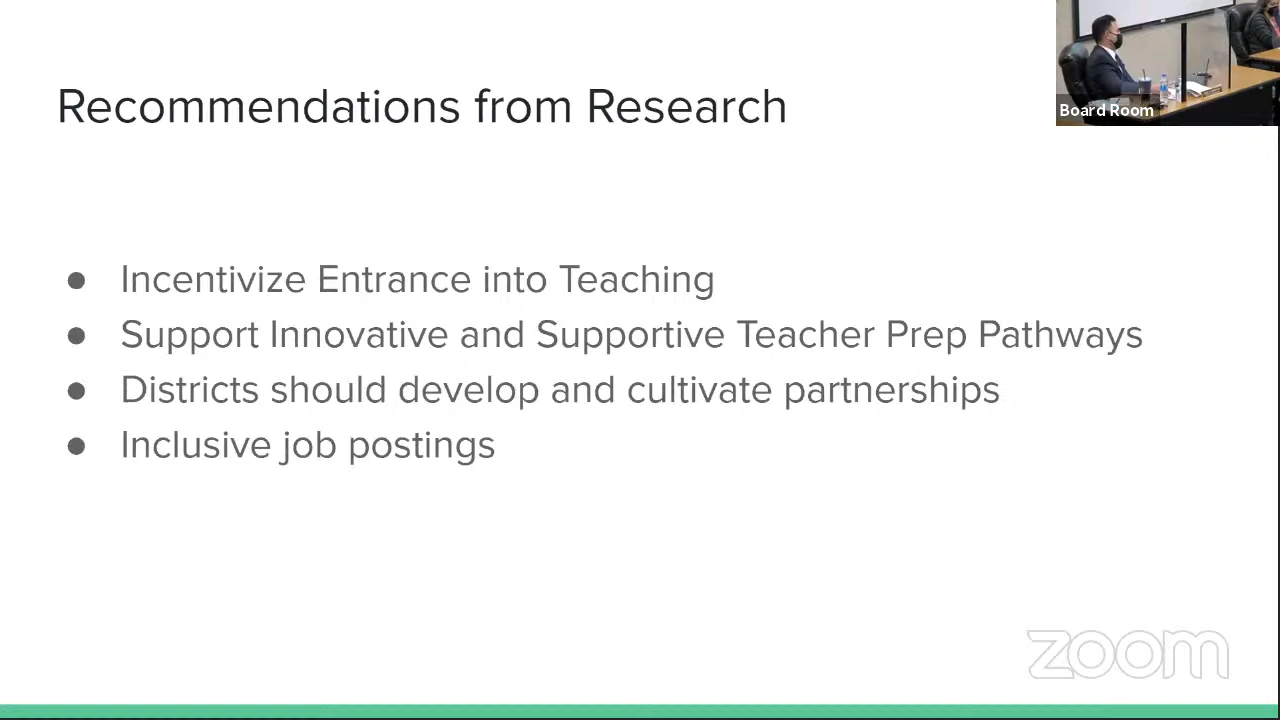 Recommendations from Research
Board Room
● Incentivize Entrance into Teaching
● Support Innovative and Supportive Teacher Prep Pathways
● Districts should develop and cultivate partnerships
● Inclusive job postings
zoom